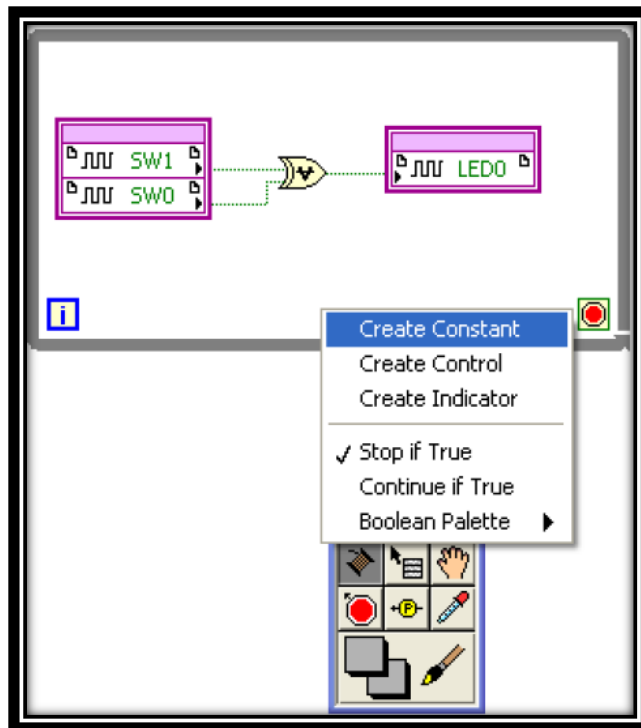 SW1
SW0
LED0
i
Create Constant
Create Control
Create Indicator
Stop if True
Continue if True
Boolean Palette
P